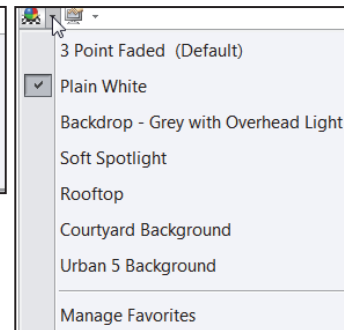 3 Point Faded  (Default)
Plain White
Backdrop - Grey with Overhead Light
Soft Spotlight
Rooftop
Courtyard Background
Urban 5 Background
Manage Favorites